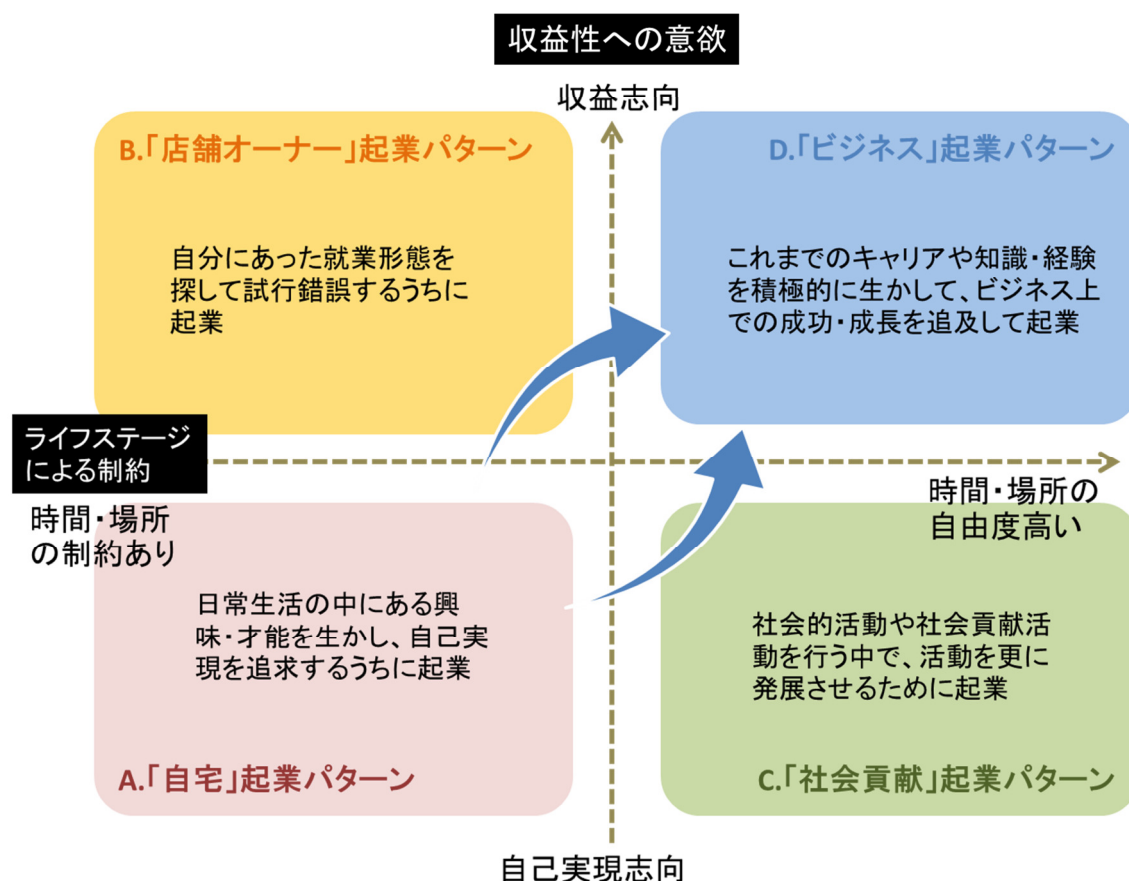 収益性への意欲
収益志向
B.「店舗オーナー」起業パターン
自分にあった就業形態を
探して試行錯誤するうちに
起業
D.「ビジネス」起業パターン
これまでのキャリアや知識・経験
を積極的に生かして、ビジネス上
での成功・成長を追及して起業
ライフステージ
による制約
時間・場所
の制約あり
時間・場所の
自由度高い
日常生活の中にある興
味・才能を生かし、自己実
現を追求するうちに起業
A.「自宅」起業パターン
社会的活動や社会貢献活
動を行う中で、活動を更に
発展させるために起業
C.「社会貢献」起業パターン
自己実現志向